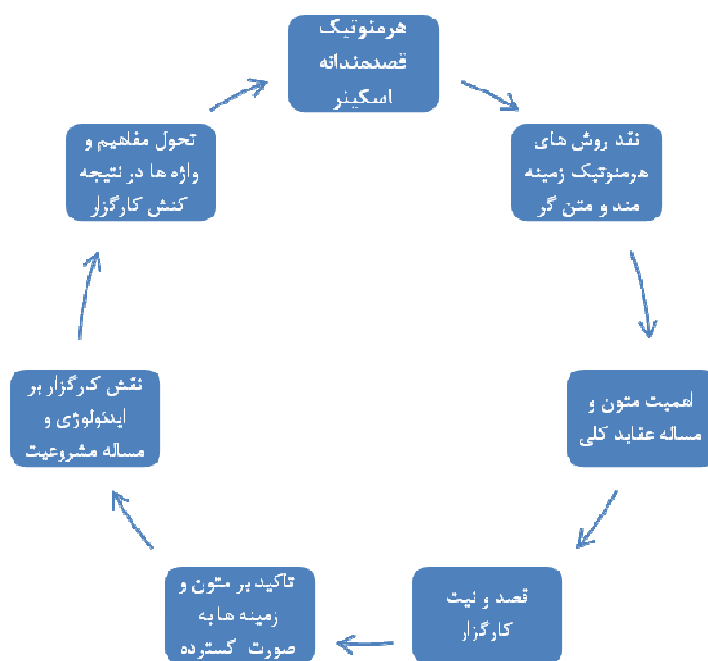 هرمنوتیک
قصدمندانه
اسکینر
نقد روش های
هرمنوتیک زمینه
مند و متن گر
اهمیت متون و
مساله عقاید کلی
قصد و نیت
کارگزار
تاکید بر متون و
زمینه ها به
صورت گسترده
نقش کارگزار بر
ایدئولوژی و
مساله مشروعیت
تحول مفاهیم و
واژه ها در نتیجه
کنش کارگزار